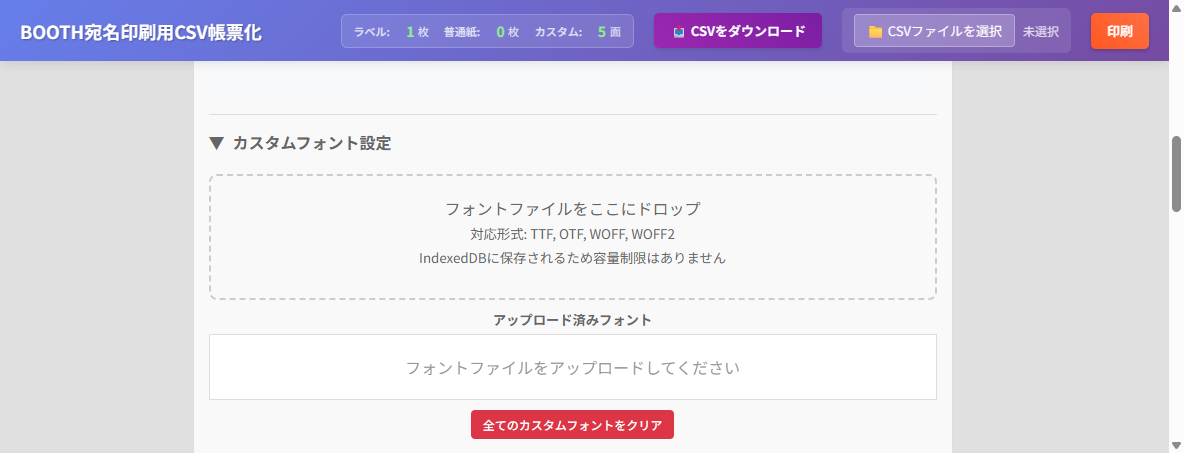 BOOTH宛名印刷用CSV帳票化
ラベル: 1 枚 普通紙: 0 枚 カスタム: 5 面
CSVをダウンロード
CSVファイルを選択 未選択
印刷
▼ カスタムフォント設定
フォントファイルをここにドロップ
対応形式: TTF, OTF, WOFF, WOFF2
IndexedDBに保存されるため容量制限はありません
アップロード済みフォント
フォントファイルをアップロードしてください
全てのカスタムフォントをクリア